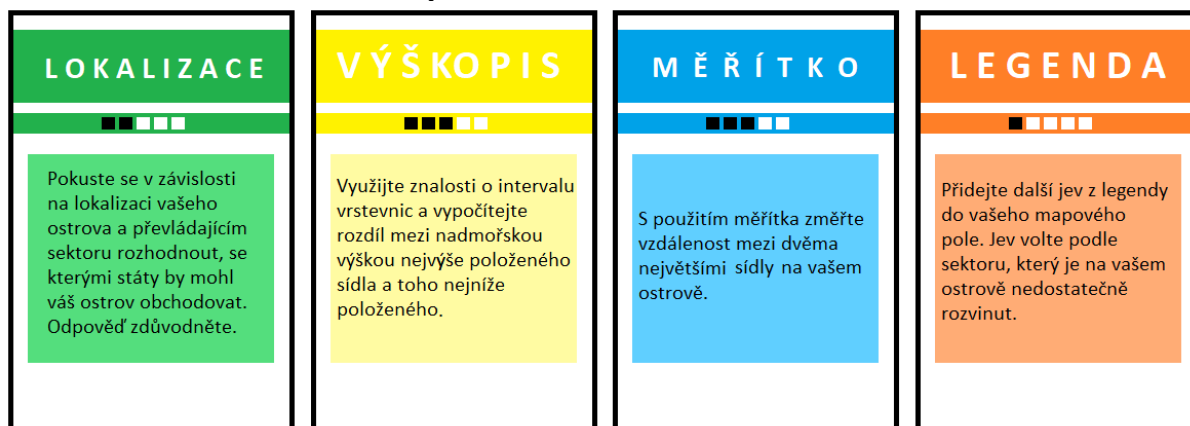 LOKALIZACE
Pokuste se v závislosti
na lokalizaci vašeho
ostrova a převládajícím
sektoru rozhodnout, se
kterými státy by mohl
váš ostrov obchodovat.
Odpověď zdůvodněte.
VÝŠKOPIS
Využijte znalosti o intervalu
vrstevnic a vypočítejte
rozdíl mezi nadmořskou
výškou nejvýše položeného
sídla a toho nejníže
položeného.
MĚŘÍTKO
S použitím měřítka změřte
vzdálenost mezi dvěma
největšími sídly na vašem
ostrově.
LEGENDA
Přidejte další jev z legendy
do vašeho mapového
pole. Jev volte podle
sektoru, který je na vašem
ostrově nedostatečně
rozvinut.